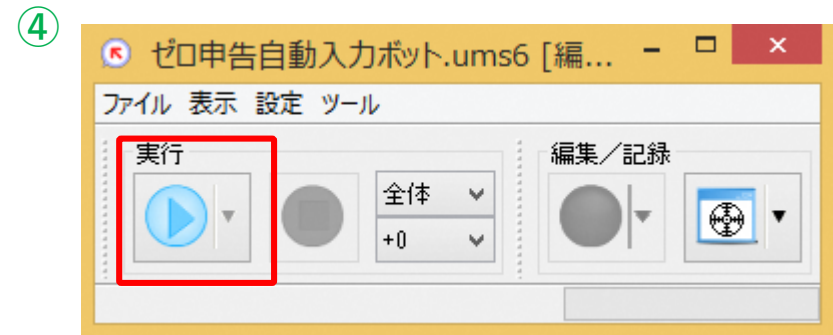 ④
ゼロ申告自動入力ボット.ums6 [編...
ファイル 表示 設定 ツール
実行
編集／記録
全体
+0